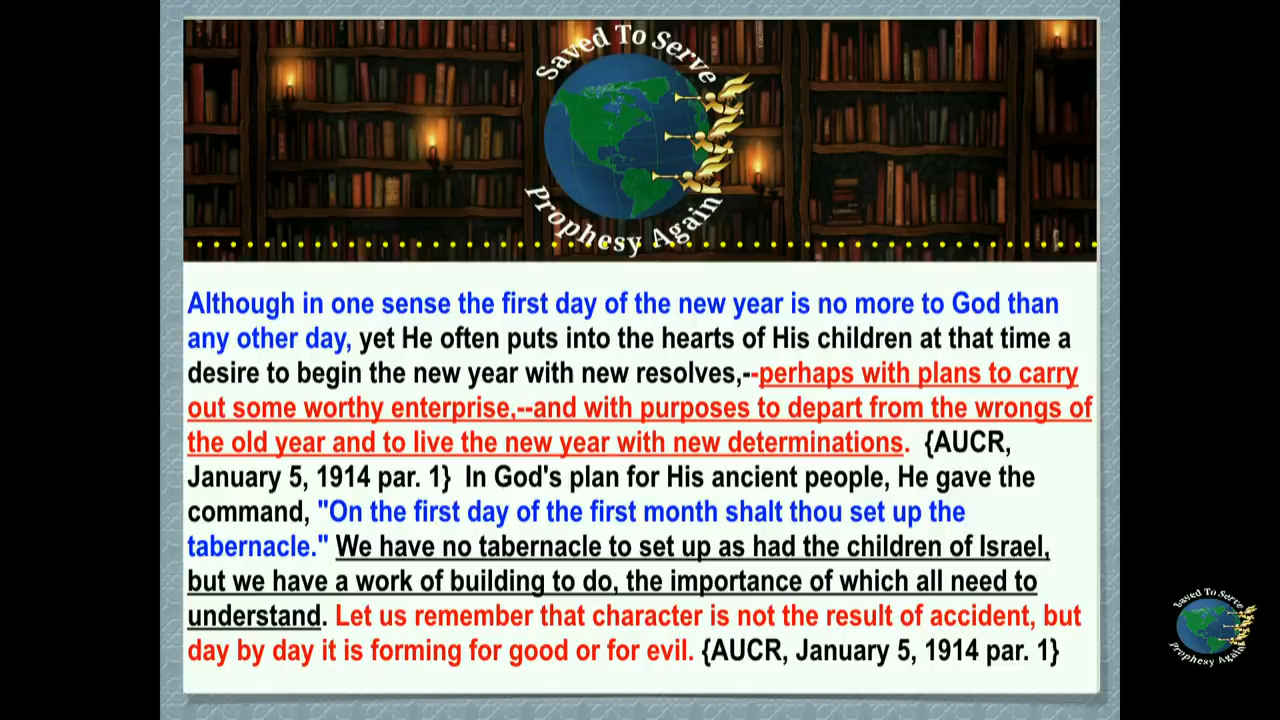 Saved To Serve
Prophesy Again
Although in one sense the first day of the new year is no more to God than
any other day, yet He often puts into the hearts of His children at that time a
desire to begin the new year with new resolves,--perhaps with plans to carry
out some worthy enterprise,--and with purposes to depart from the wrongs of
the old year and to live the new year with new determinations. {AUCR,
January 5, 1914 par. 1} In God's plan for His ancient people, He gave the
command, "On the first day of the first month shalt thou set up the
tabernacle." We have no tabernacle to set up as had the children of Israel,
but we have a work of building to do, the importance of which all need to
understand. Let us remember that character is not the result of accident, but
day by day it is forming for good or for evil. {AUCR, January 5, 1914 par. 1}
Saved To Serve
Prophesy Again